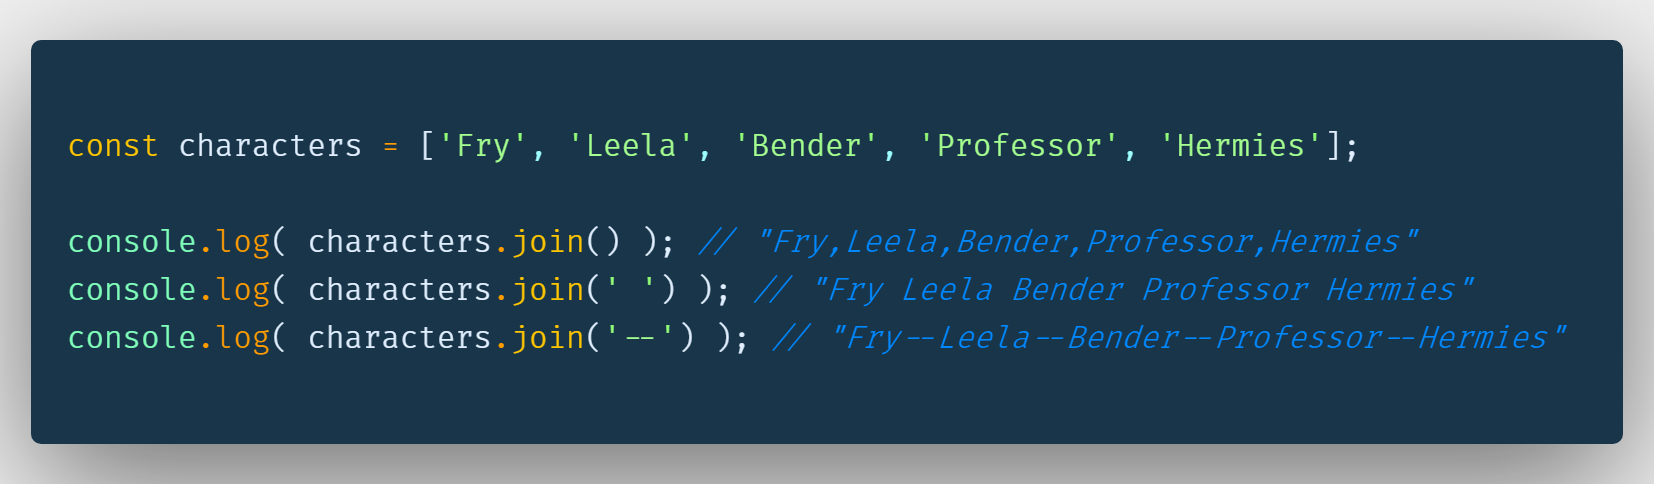 const characters = ['Fry', 'Leela', 'Bender', 'Professor', 'Hermies'];
console.log( characters.join() ); // "Fry,Leela,Bender,Professor,Hermies"
console.log( characters.join(' ') ); // "Fry Leela Bender Professor Hermies"
console.log( characters.join('--') ); // "Fry--Leela--Bender--Professor--Hermies"